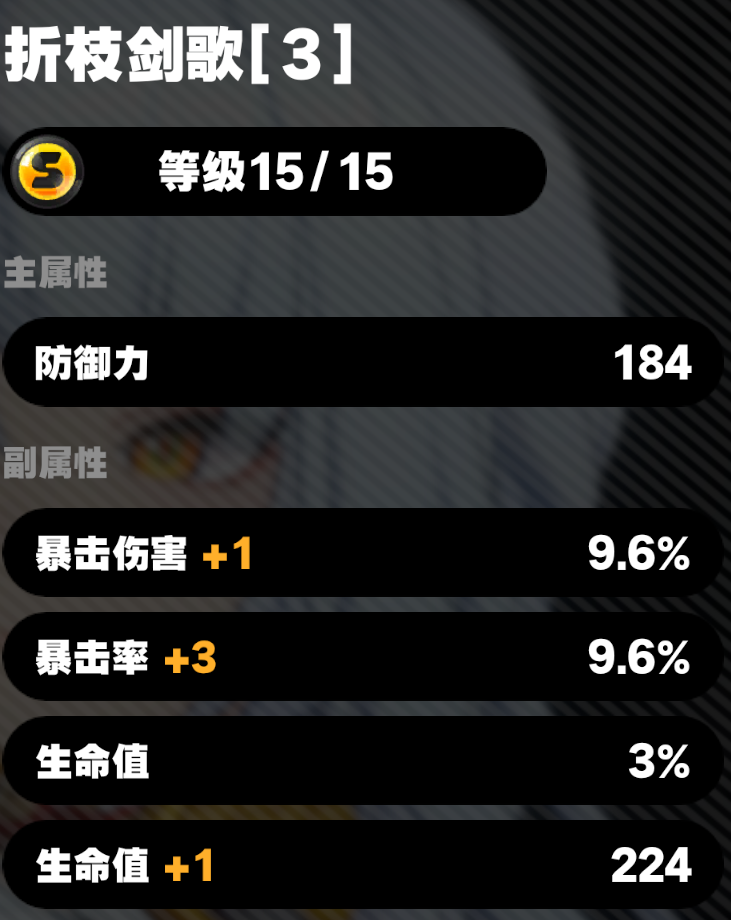 折枝剑歌[3]
S 等级15/15
主属性
防御力 184
副属性
暴击伤害 +1 9.6%
暴击率 +3 9.6%
生命值 3%
生命值 +1 224